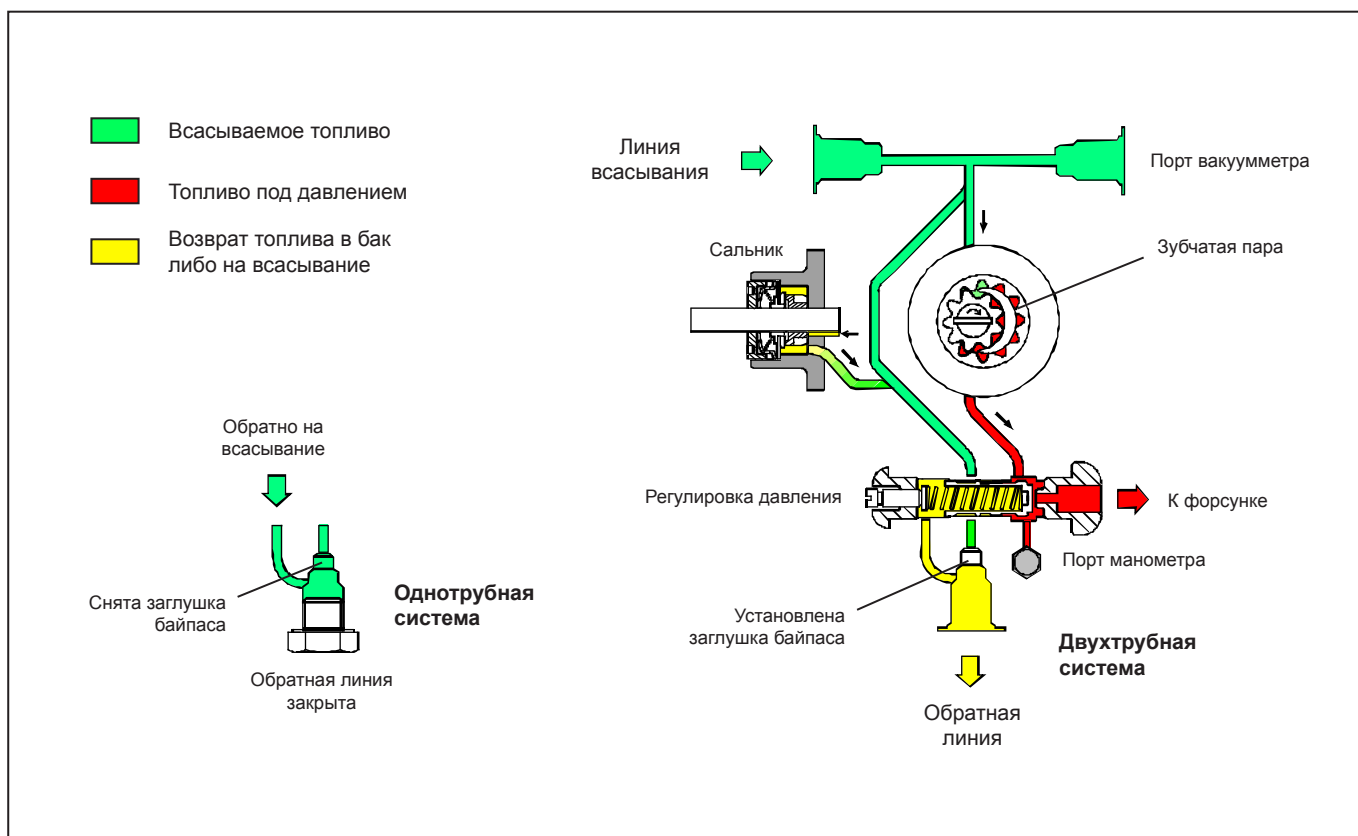 Всасываемое топливо
Топливо под давлением
Возврат топлива в бак
либо на всасывание
Линия
всасывания
Порт вакуумметра
Сальник
Зубчатая пара
Регулировка давления
К форсунке
Порт манометра
Установлена
заглушка байпаса
Двухтрубная
система
Обратная
линия
Обратно на
всасывание
Снята заглушка
байпаса
Однотрубная
система
Обратная линия
закрыта